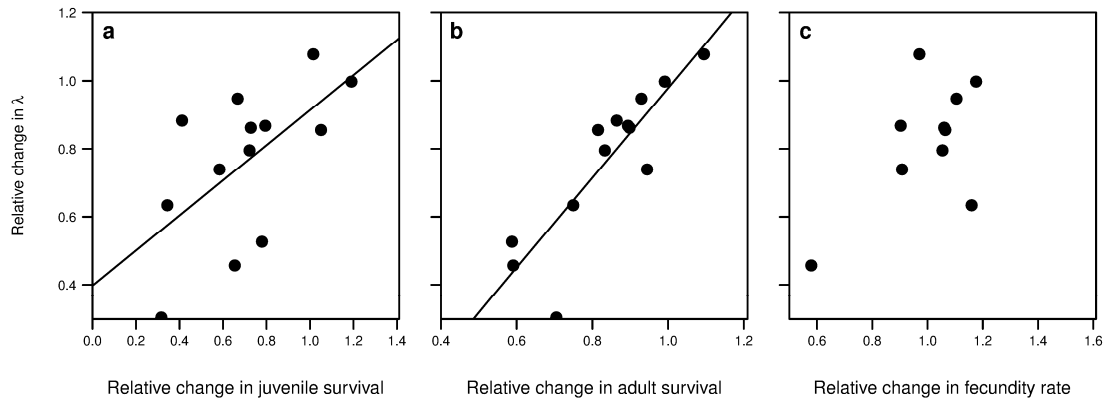 a
b
c
1.2
1.0
0.8
0.6
0.4
Relative change in λ
0.0 0.2 0.4 0.6 0.8 1.0 1.2 1.4
0.4 0.6 0.8 1.0 1.2
0.6 0.8 1.0 1.2 1.4 1.6
Relative change in juvenile survival
Relative change in adult survival
Relative change in fecundity rate